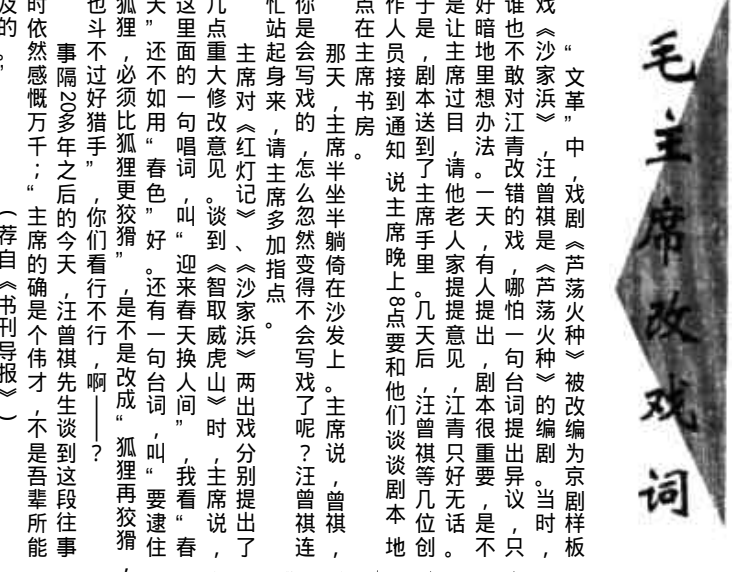 毛主席改戏词
“文革”中，戏剧《芦荡火种》被改编为京剧样板
戏《沙家浜》，汪曾祺是《芦荡火种》的编剧。当时，
谁也不敢对江青改错的戏，哪怕一句台词提出异议，只
好暗地里想办法。一天，有人提出，剧本很重要，是不
是让主席过目，请他老人家提提意见，江青只好无话。
于是，剧本送到了主席手里。几天后，汪曾祺等几位创
作人员接到通知 说主席晚上8点要和他们谈谈剧本 地
点在主席书房。
那天，主席半坐半躺倚在沙发上。主席说，曾祺，
你是会写戏的，怎么忽然变得不会写戏了呢？汪曾祺连
忙站起身来，请主席多加指点。
主席对《红灯记》、《沙家浜》两出戏分别提出了
几点重大修改意见。谈到《智取威虎山》时，主席说，
这里面的一句唱词，叫“迎来春天换人间”，我看“春
天”还不如用“春色”好。还有一句台词，叫“要逮住
狐狸，必须比狐狸更狡猾”，是不是改成“狐狸再狡猾，
也斗不过好猎手”，你们看行不行，啊——？
事隔20多年之后的今天，汪曾祺先生谈到这段往事
时依然感慨万千；“主席的确是个伟才，不是吾辈所能
及的。” （荐自《书刊导报》）